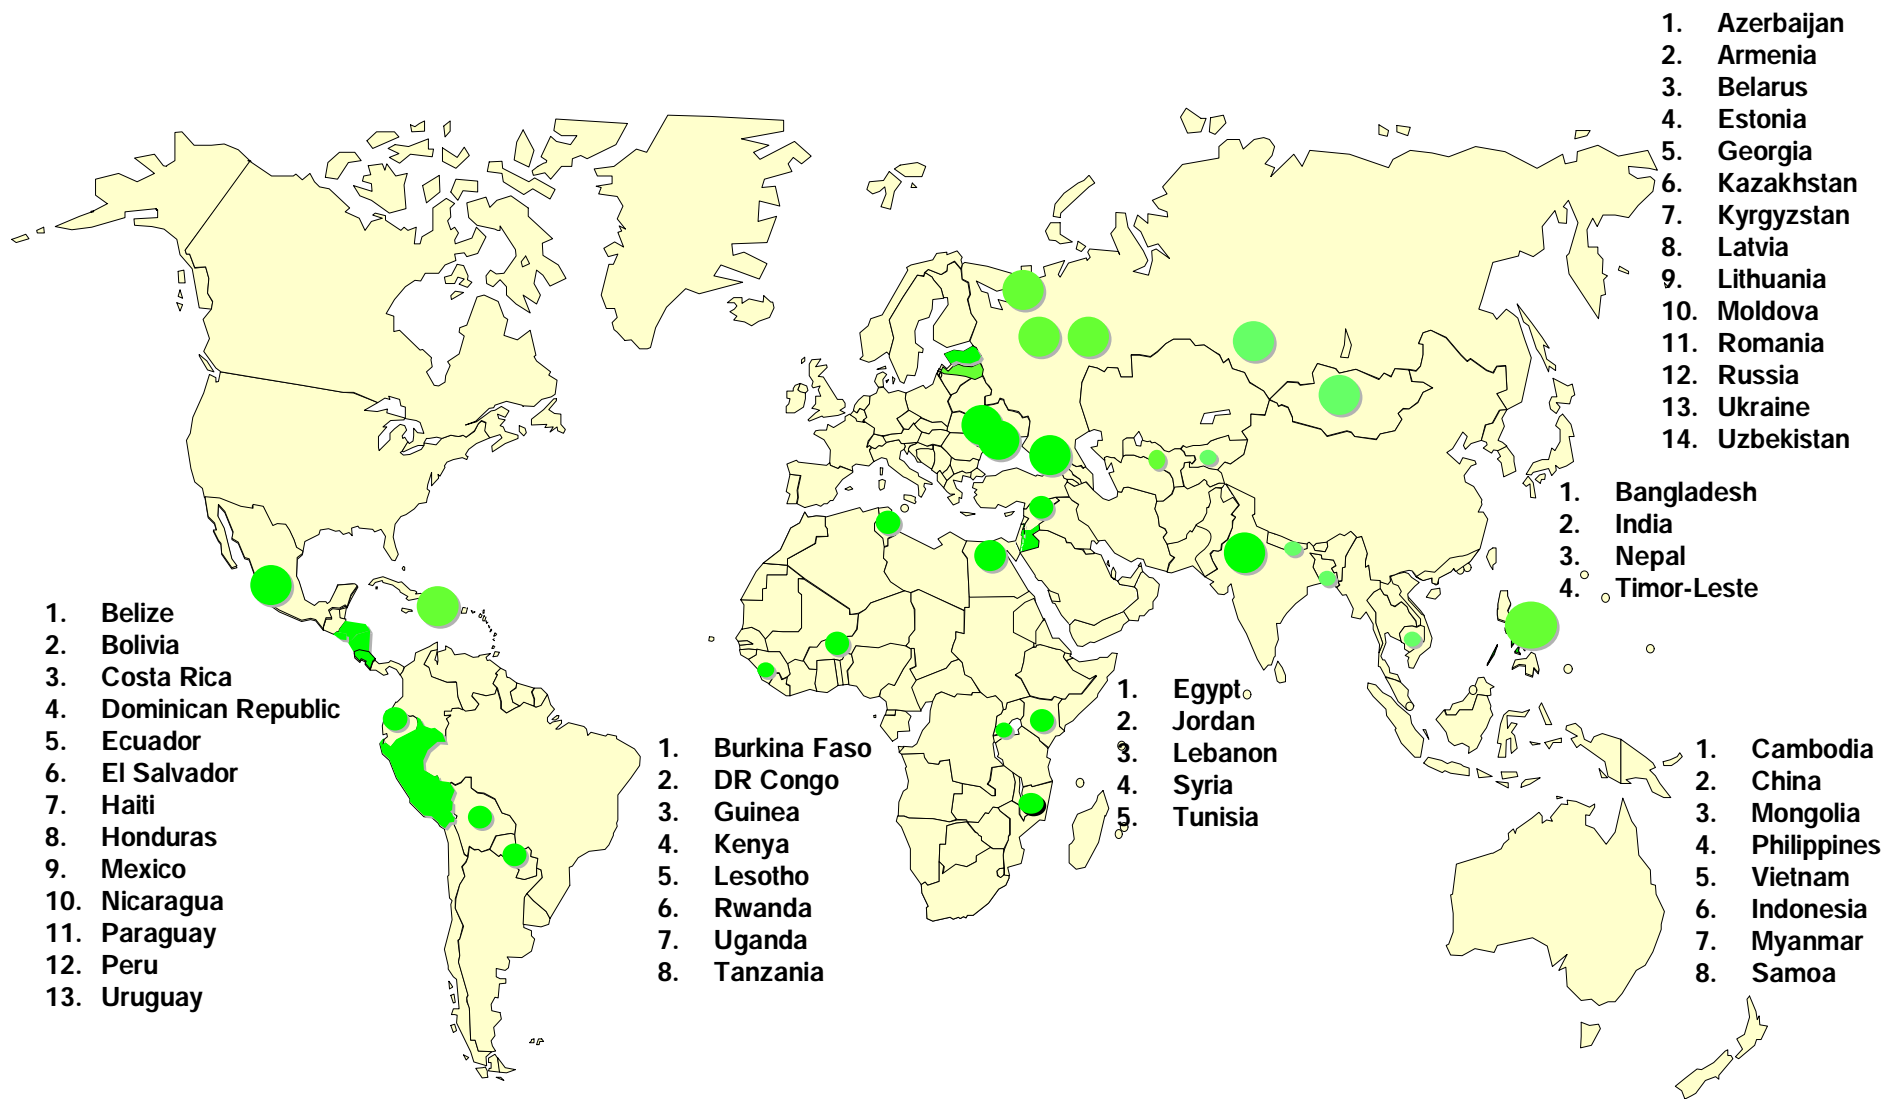 1. Azerbaijan
2. Armenia
3. Belarus
4. Estonia
5. Georgia
6. Kazakhstan
7. Kyrgyzstan
8. Latvia
9. Lithuania
10. Moldova
11. Romania
12. Russia
13. Ukraine
14. Uzbekistan
1. Bangladesh
2. India
3. Nepal
4. Timor-Leste
1. Belize
2. Bolivia
3. Costa Rica
4. Dominican Republic
5. Ecuador
6. El Salvador
7. Haiti
8. Honduras
9. Mexico
10. Nicaragua
11. Paraguay
12. Peru
13. Uruguay
1. Burkina Faso
2. DR Congo
3. Guinea
4. Kenya
5. Lesotho
6. Rwanda
7. Uganda
8. Tanzania
1. Egypt
2. Jordan
3. Lebanon
4. Syria
5. Tunisia
1. Cambodia
2. China
3. Mongolia
4. Philippines
5. Vietnam
6. Indonesia
7. Myanmar
8. Samoa